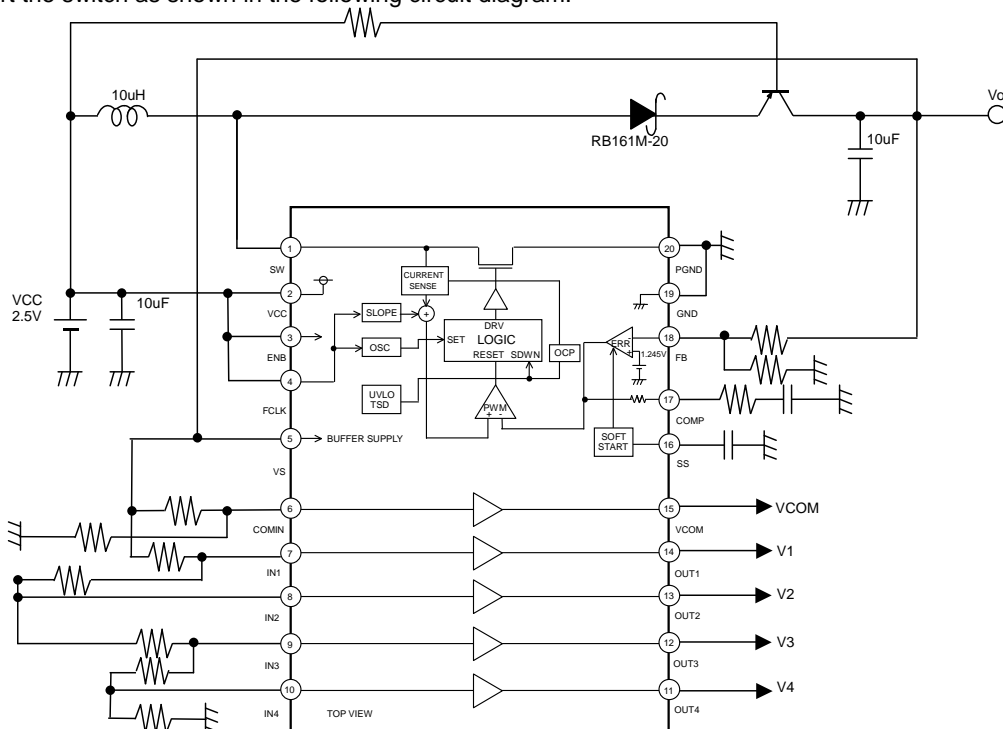 rt the switch as shown in the following circuit diagram.
10uH
Vo
RB161M-20
10uF
1
SW
20
PGND
CURRENT
SENSE
VCC
2.5V
10uF
2
VCC
19
GND
SLOPE
+
3
ENB
SET
DRV
LOGIC
RESET SDWN
OSC
OCP
ERR
+
1.245V
18
FB
4
FCLK
UVLO
TSD
PWM
+ -
17
COMP
SOFT
START
16
SS
5
BUFFER SUPPLY
VS
6
COMIN
15
VCOM
VCOM
7
IN1
14
OUT1
V1
8
IN2
13
OUT2
V2
9
IN3
12
OUT3
V3
10
IN4
TOP VIEW
11
OUT4
V4